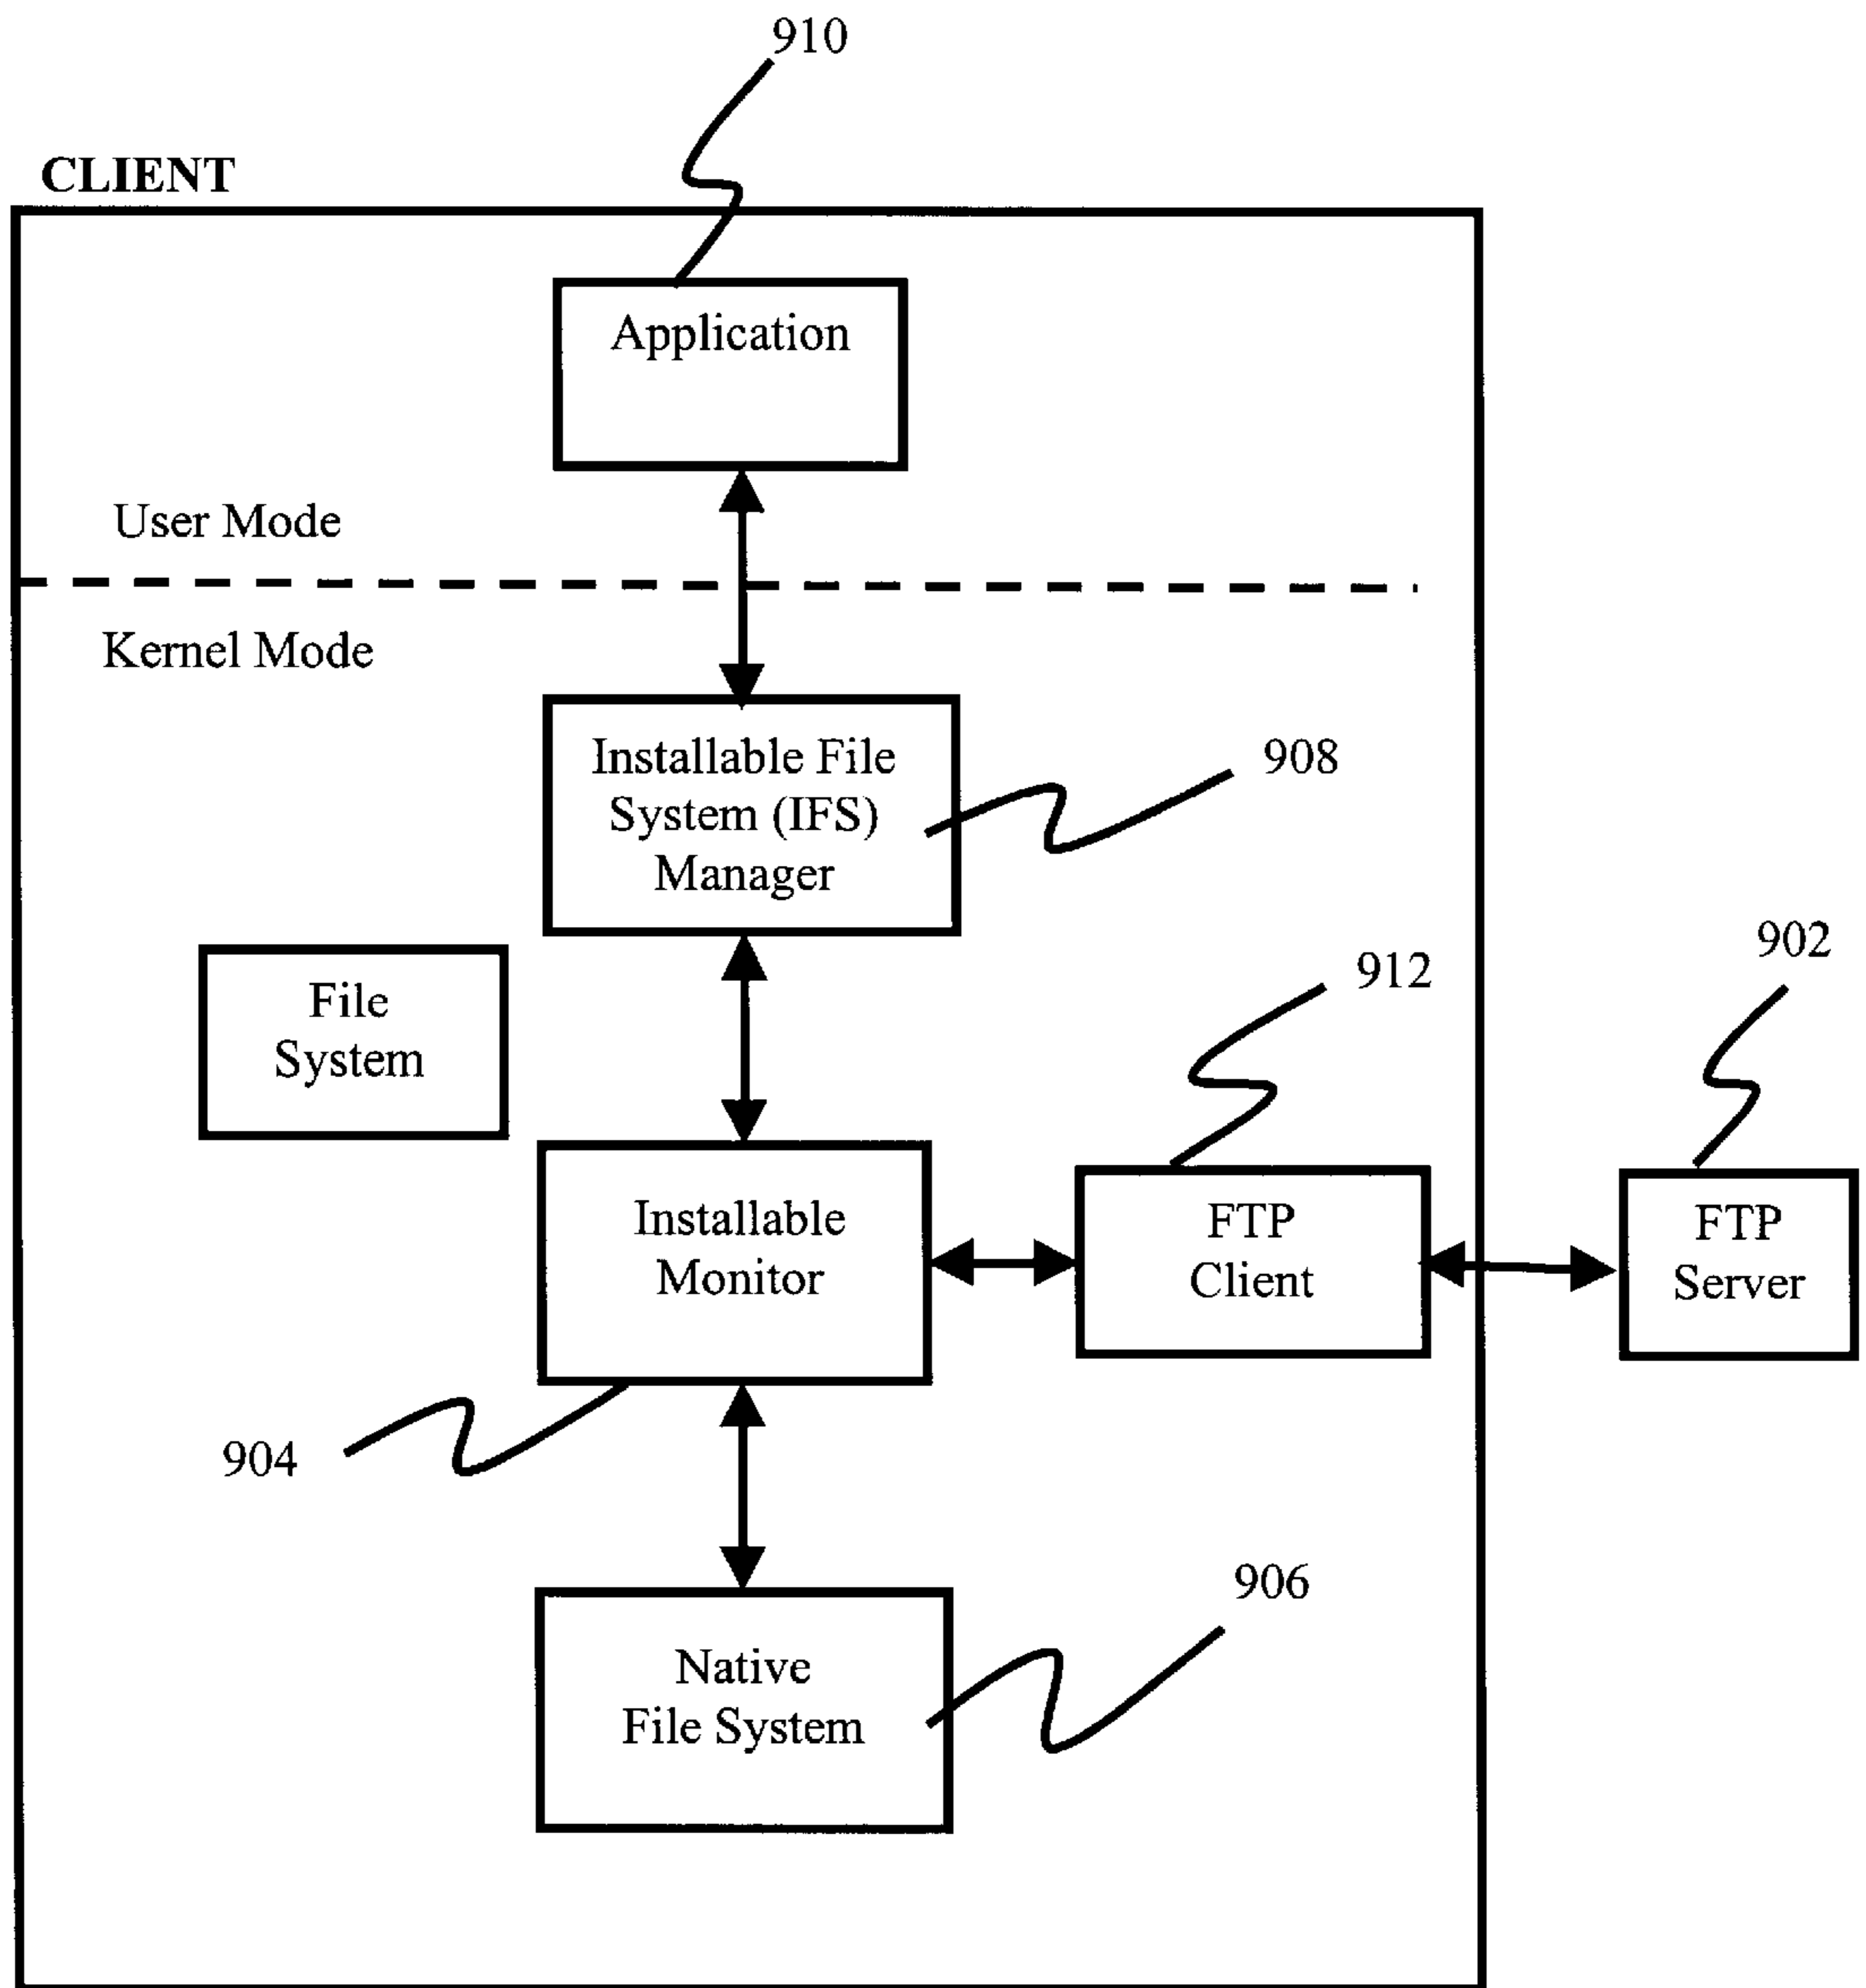 910
CLIENT
Application
User Mode
Kernel Mode
Installable File
System (IFS)
Manager
908
File
System
912
902
Installable
Monitor
FTP
Client
FTP
Server
904
906
Native
File System